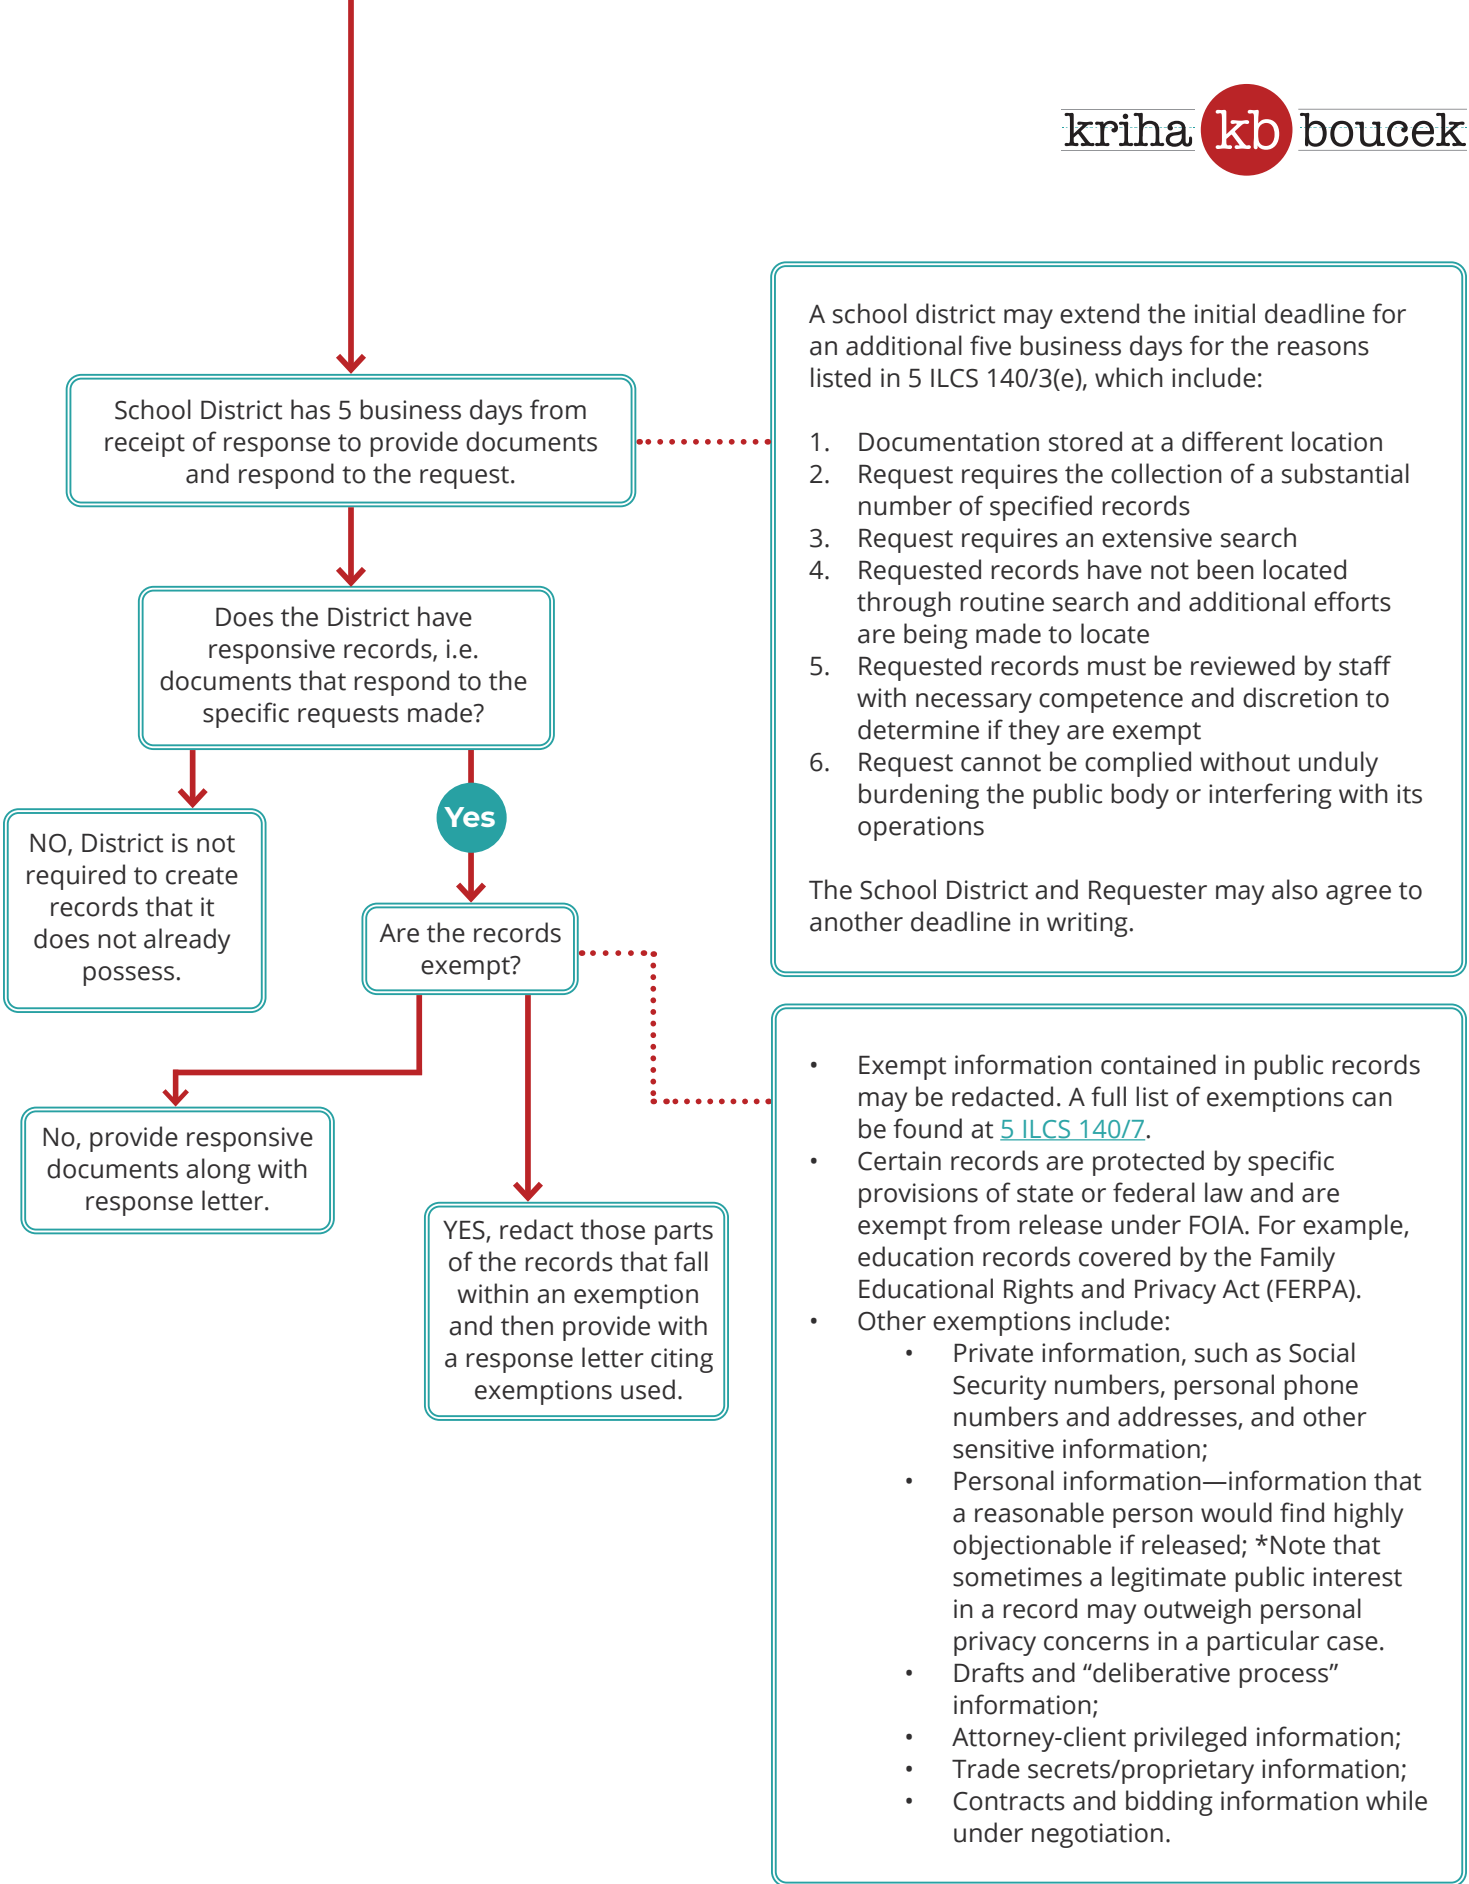 kriha kb boucek
School District has 5 business days from
receipt of response to provide documents
and respond to the request.
A school district may extend the initial deadline for
an additional five business days for the reasons
listed in 5 ILCS 140/3(e), which include:
1. Documentation stored at a different location
2. Request requires the collection of a substantial
number of specified records
3. Request requires an extensive search
4. Requested records have not been located
through routine search and additional efforts
are being made to locate
5. Requested records must be reviewed by staff
with necessary competence and discretion to
determine if they are exempt
6. Request cannot be complied without unduly
burdening the public body or interfering with its
operations
The School District and Requester may also agree to
another deadline in writing.
Does the District have
responsive records, i.e.
documents that respond to the
specific requests made?
NO, District is not
required to create
records that it
does not already
possess.
Yes
Are the records
exempt?
No, provide responsive
documents along with
response letter.
YES, redact those parts
of the records that fall
within an exemption
and then provide with
a response letter citing
exemptions used.
• Exempt information contained in public records
may be redacted. A full list of exemptions can
be found at 5 ILCS 140/7.
• Certain records are protected by specific
provisions of state or federal law and are
exempt from release under FOIA. For example,
education records covered by the Family
Educational Rights and Privacy Act (FERPA).
• Other exemptions include:
• Private information, such as Social
Security numbers, personal phone
numbers and addresses, and other
sensitive information;
• Personal information—information that
a reasonable person would find highly
objectionable if released; *Note that
sometimes a legitimate public interest
in a record may outweigh personal
privacy concerns in a particular case.
• Drafts and “deliberative process”
information;
• Attorney-client privileged information;
• Trade secrets/proprietary information;
• Contracts and bidding information while
under negotiation.